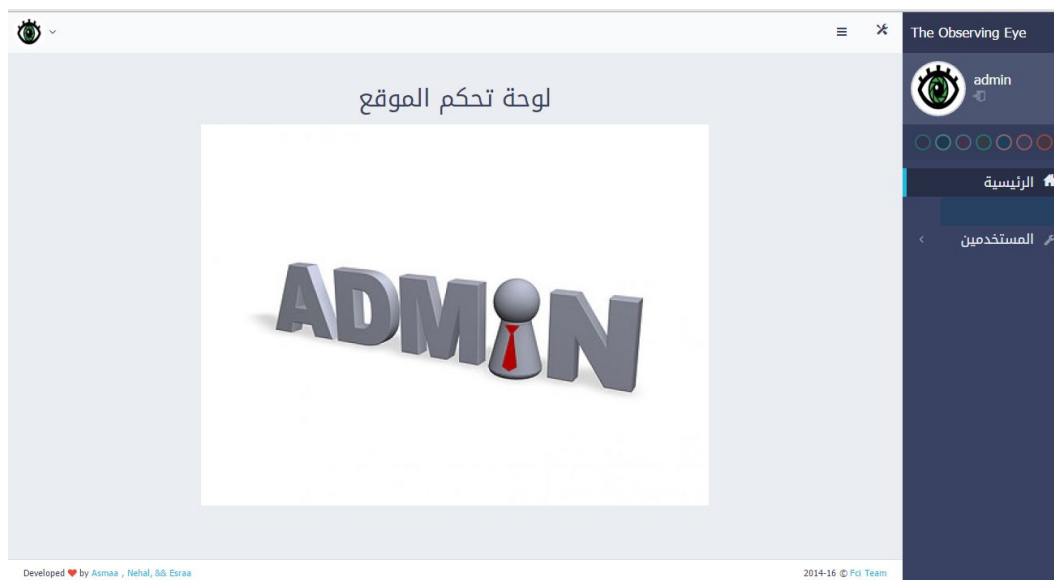 The Observing Eye
admin
الرئيسية
المستخدمين
لوحة تحكم الموقع
ADMIN
Developed ❤ by Asmaa , Nehal, && Esraa
2014-16 © Fci Team